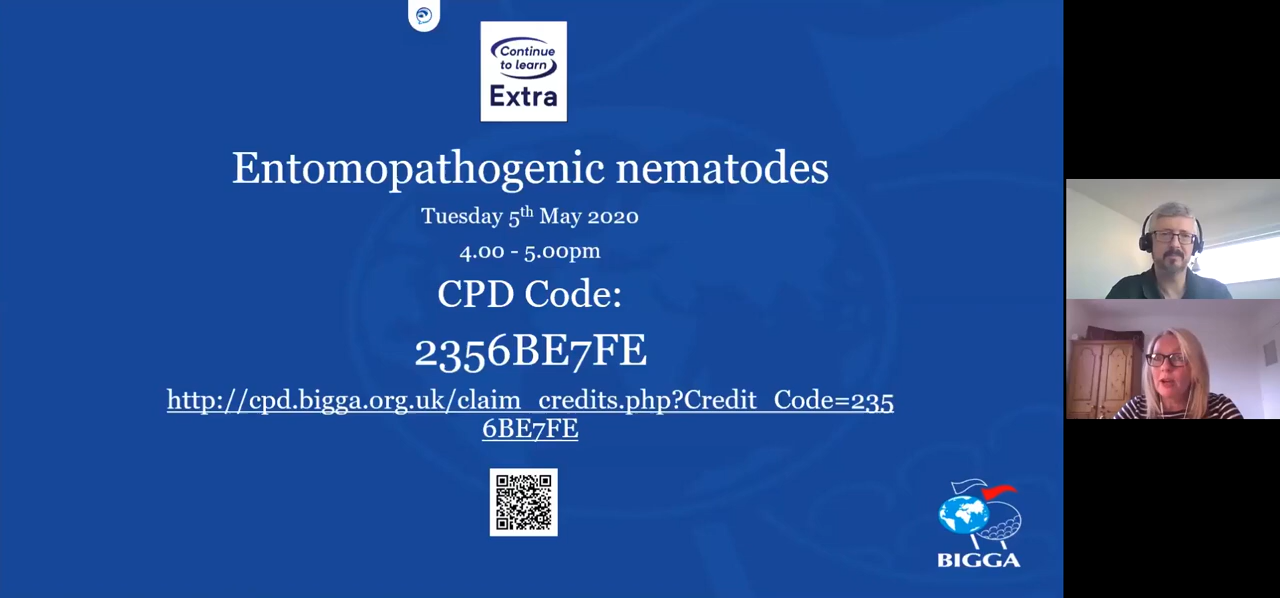 Continue
to learn
Extra
Entomopathogenic nematodes
Tuesday 5th May 2020
4.00 - 5.00pm
CPD Code:
2356BE7FE
http://cpd.bigga.org.uk/claim_credits.php?Credit_Code=235
6BE7FE
BIGGA